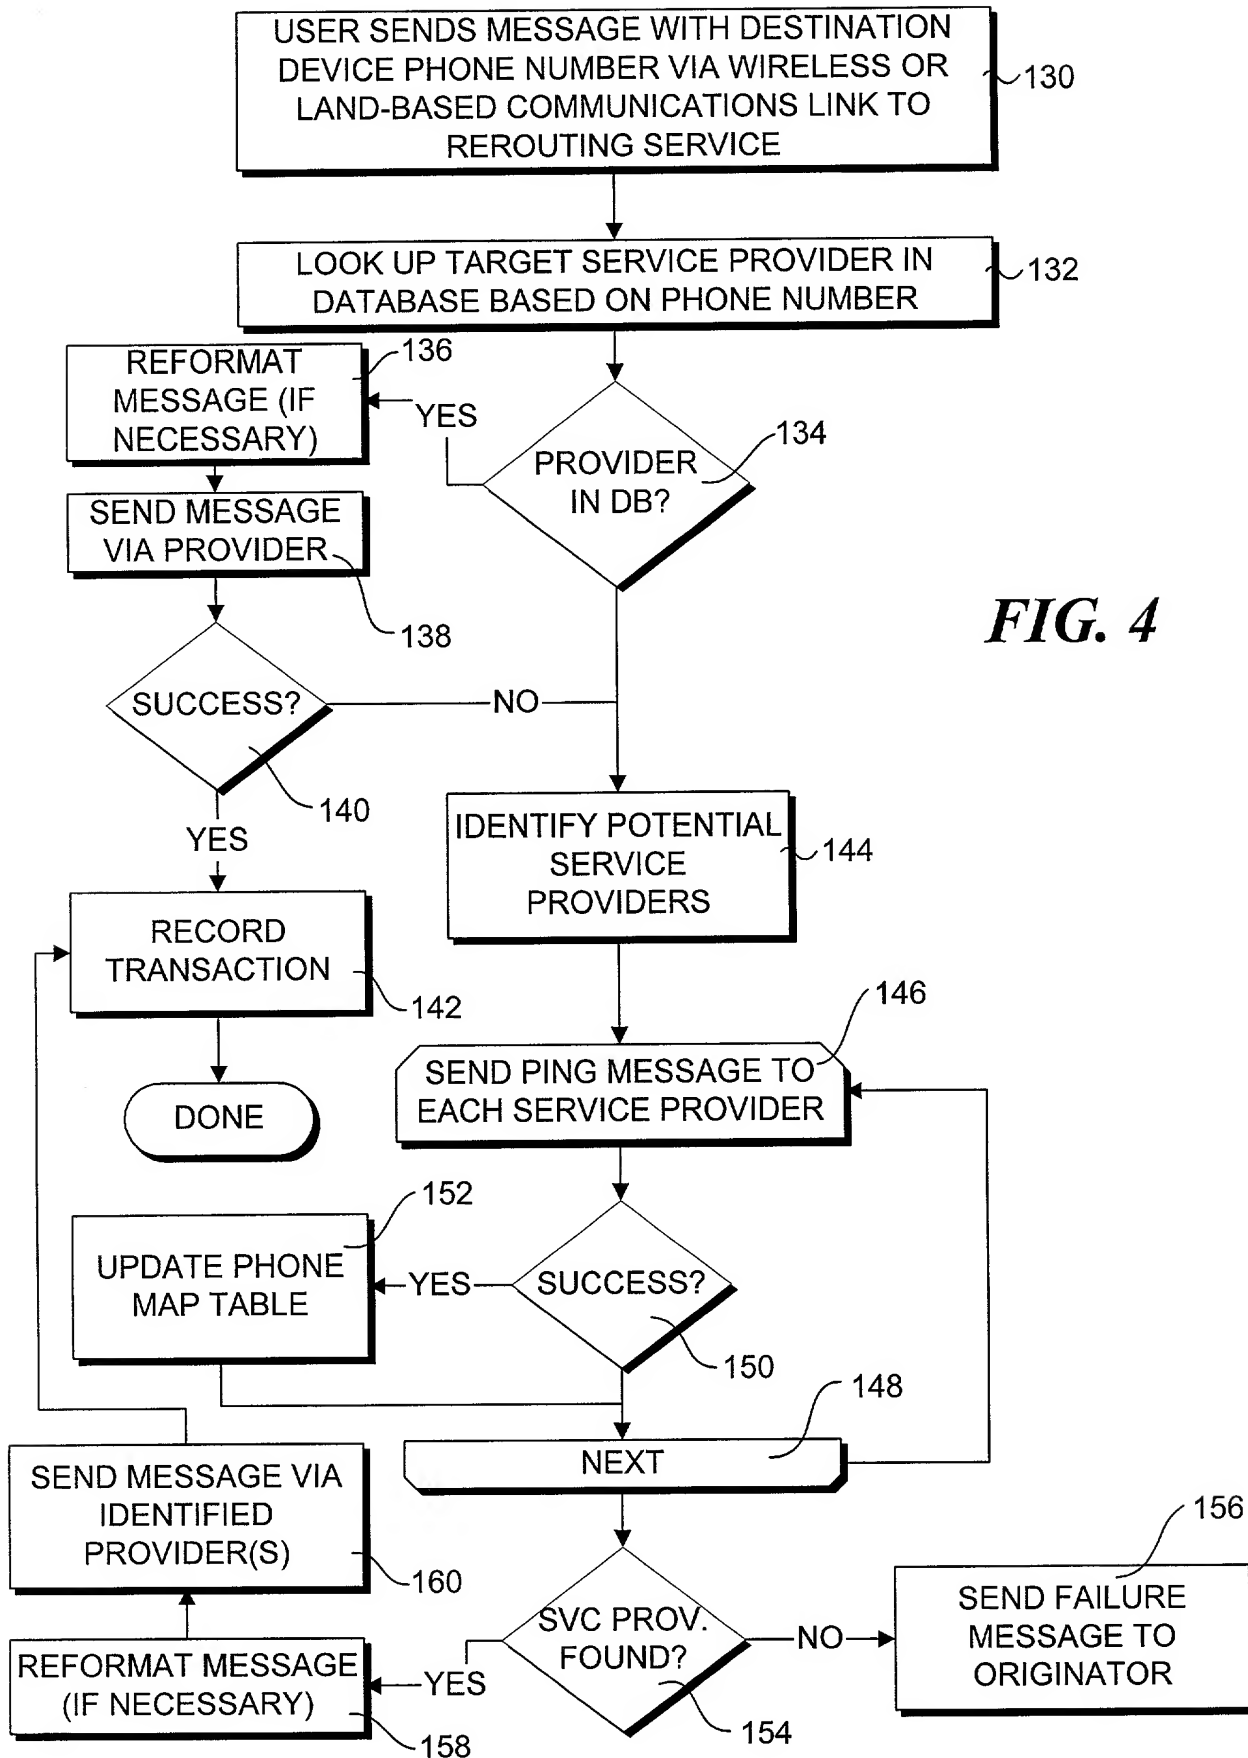 USER SENDS MESSAGE WITH DESTINATION
DEVICE PHONE NUMBER VIA WIRELESS OR
LAND-BASED COMMUNICATIONS LINK TO
REROUTING SERVICE
130
LOOK UP TARGET SERVICE PROVIDER IN
DATABASE BASED ON PHONE NUMBER
132
REFORMAT
MESSAGE (IF
NECESSARY)
136
YES
PROVIDER
IN DB?
134
SEND MESSAGE
VIA PROVIDER
138
FIG. 4
SUCCESS?
NO
140
YES
IDENTIFY POTENTIAL
SERVICE
PROVIDERS
144
RECORD
TRANSACTION
142
146
SEND PING MESSAGE TO
EACH SERVICE PROVIDER
DONE
152
UPDATE PHONE
MAP TABLE
YES
SUCCESS?
150
148
NEXT
SEND MESSAGE VIA
IDENTIFIED
PROVIDER(S)
160
156
SEND FAILURE
MESSAGE TO
ORIGINATOR
SVC PROV.
FOUND?
NO
154
YES
REFORMAT MESSAGE
(IF NECESSARY)
158